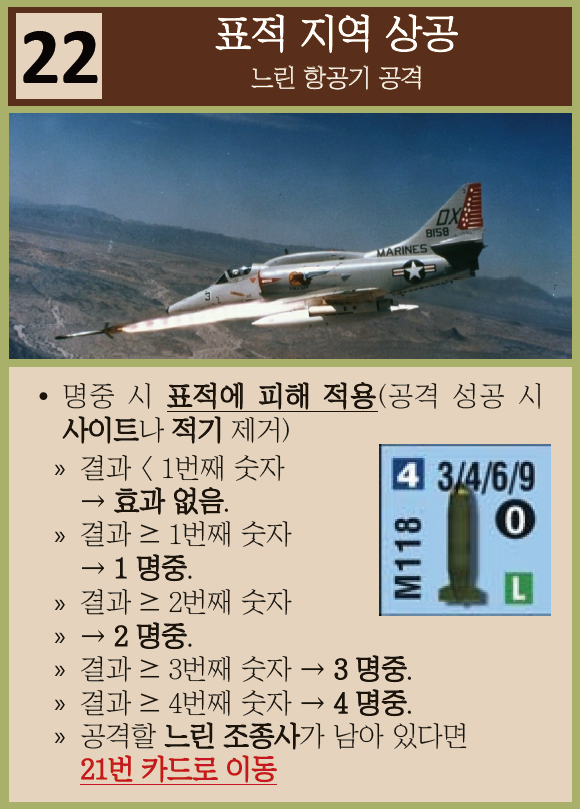 22
표적 지역 상공
느린 항공기 공격
OX
8158
MARINES
3
• 명중 시 표적에 피해 적용(공격 성공 시
사이트나 적기 제거)
» 결과 < 1번째 숫자
→ 효과 없음.
» 결과 ≥ 1번째 숫자
→ 1 명중.
» 결과 ≥ 2번째 숫자
» → 2 명중.
» 결과 ≥ 3번째 숫자 → 3 명중.
» 결과 ≥ 4번째 숫자 → 4 명중.
» 공격할 느린 조종사가 남아 있다면
21번 카드로 이동
4 3/4/6/9
M118
0
L